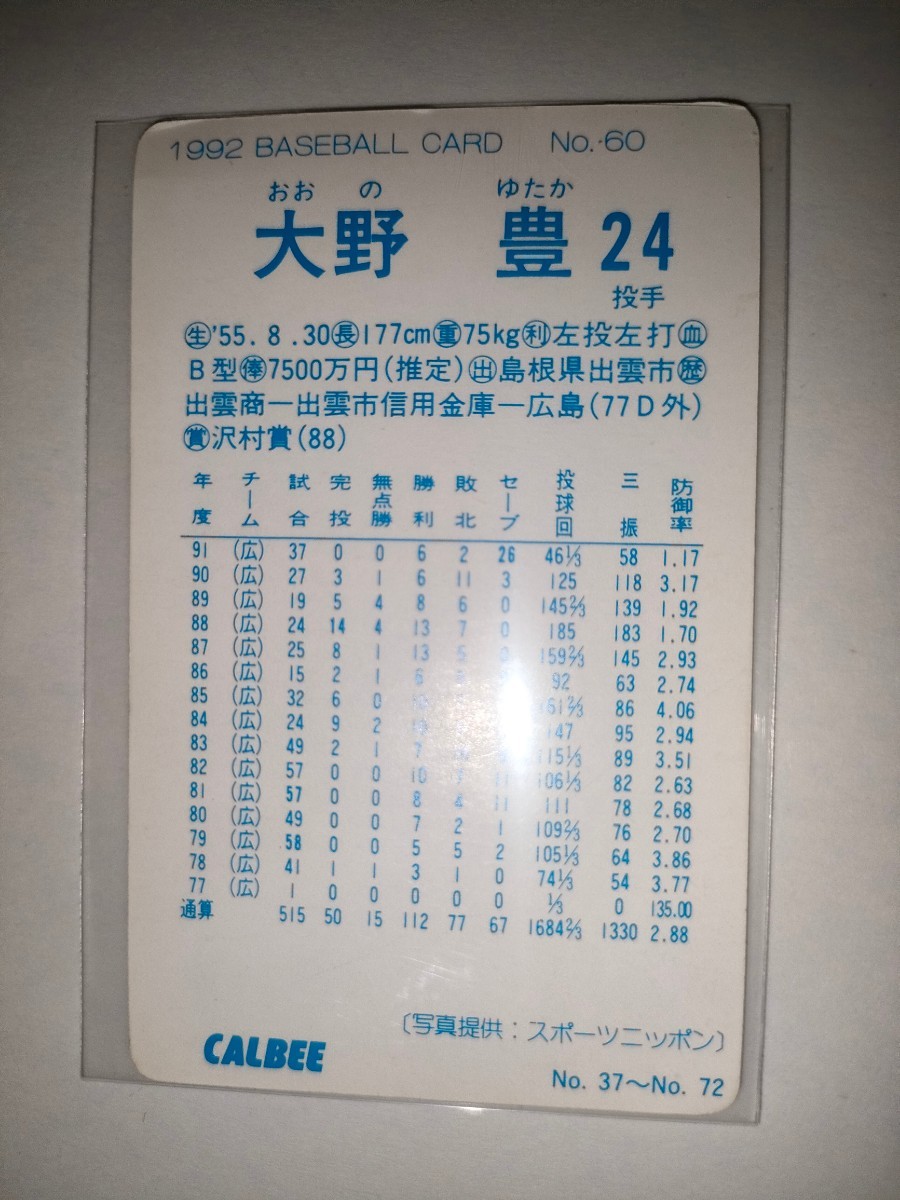 1992 BASEBALL CARD No. 60
おお の ゆたか
大野 豊 24
投手
㊤'55. 8 .30㊐177cm㊟75kg㊒左投左打㊊
B型㊋7500万円(推定)㊌島根県出雲市㊍
出雲商ー出雲市信用金庫ー広島(77D外)
㊎沢村賞(88)
年度 チーム 試合 完投 無点勝 勝利 敗北 セーブ 投球回 三振 防御率
91 (広) 37 0 0 6 2 26 46⅓ 58 1.17
90 (広) 27 3 1 6 11 3 125 118 3.17
89 (広) 19 5 4 8 6 0 145⅔ 139 1.92
88 (広) 24 14 4 13 7 0 185 183 1.70
87 (広) 25 8 1 13 5 0 159⅔ 145 2.93
86 (広) 15 2 1 6 92 63 2.74
85 (広) 32 6 0 10 161⅔ 86 4.06
84 (広) 24 9 2 10 147 95 2.94
83 (広) 49 2 1 7 115⅓ 89 3.51
82 (広) 57 0 0 10 11 106⅓ 82 2.63
81 (広) 57 0 0 8 4 11 111 78 2.68
80 (広) 49 0 0 7 2 1 109⅔ 76 2.70
79 (広) 58 0 0 5 5 2 105⅓ 64 3.86
78 (広) 41 1 1 3 1 0 74⅓ 54 3.77
77 (広) 1 0 0 0 0 0 ⅓ 0 135.00
通算 515 50 15 112 77 67 1684⅔ 1330 2.88
〔写真提供：スポーツニッポン〕
CALBEE
No. 37〜No. 72